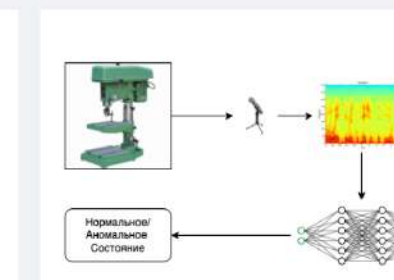 Нормальное/
Аномальное
Состояние